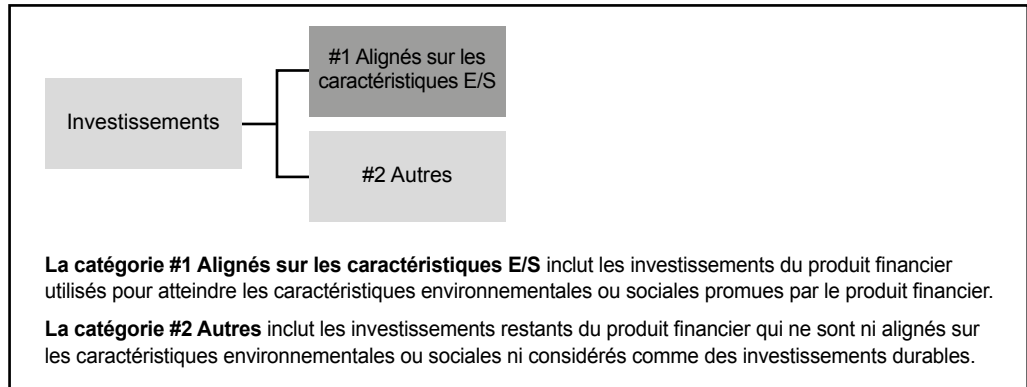 #1 Alignés sur les
caractéristiques E/S
Investissements
#2 Autres
La catégorie #1 Alignés sur les caractéristiques E/S inclut les investissements du produit financier
utilisés pour atteindre les caractéristiques environnementales ou sociales promues par le produit financier.
La catégorie #2 Autres inclut les investissements restants du produit financier qui ne sont ni alignés sur
les caractéristiques environnementales ou sociales ni considérés comme des investissements durables.